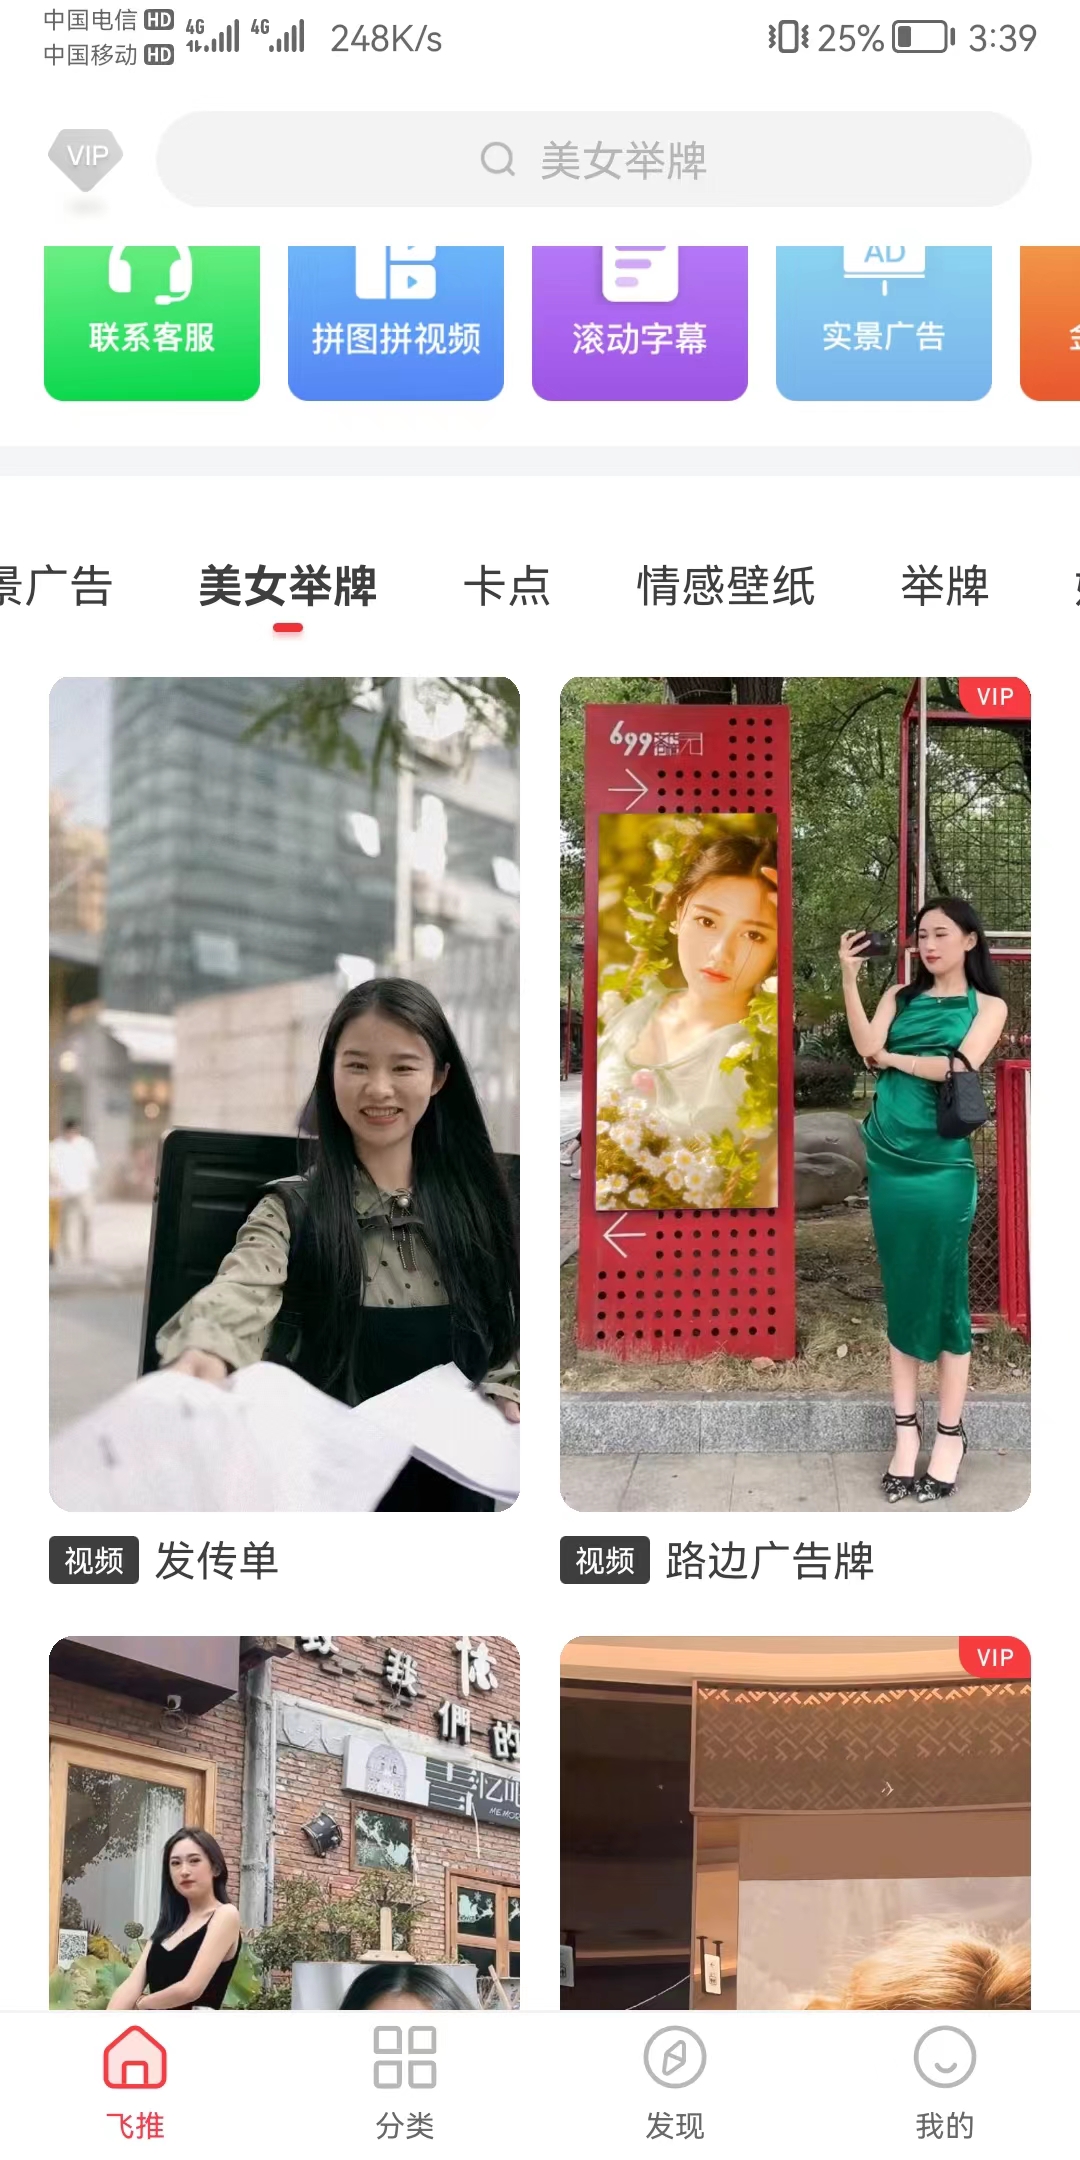 中国电信 HD 4G 4G 248K/s 25% 3:39
中国移动 HD
VIP 美女举牌
AD
联系客服 拼图拼视频 滚动字幕 实景广告
景广告 美女举牌 卡点 情感壁纸 举牌
VIP
699
视频 发传单
视频 路边广告牌
VIP
我
們
的
忆
飞推 分类 发现 我的